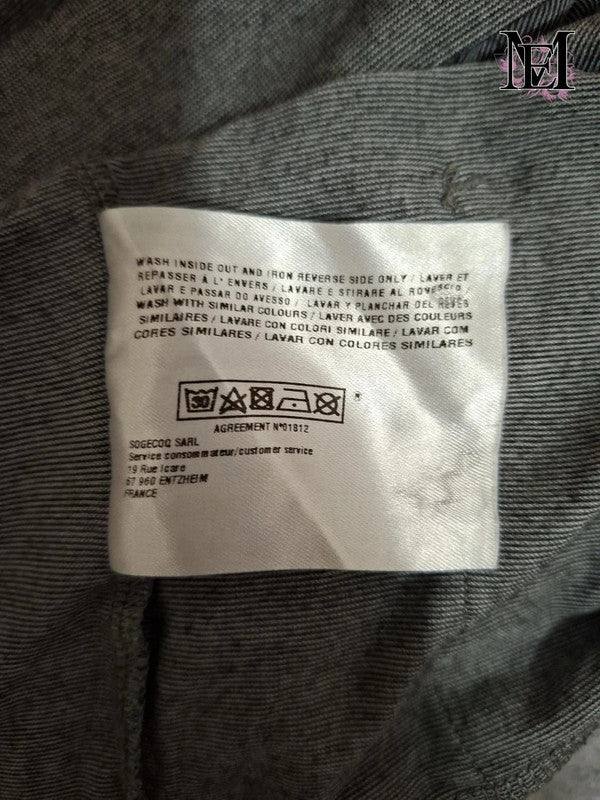 MEF
WASH INSIDE OUT AND IRON REVERSE SIDE ONLY / LAVER ET
REPASSER À L' ENVERS / LAVARE E STIRARE AL ROVESCIO /
LAVAR E PASSAR DO AVESSO / LAVAR Y PLANCHAR DEL REVÉS
WASH WITH SIMILAR COLOURS / LAVER AVEC DES COULEURS
SIMILAIRES / LAVARE CON COLORI SIMILARE / LAVAR COM
CORES SIMILARES / LAVAR CON COLORES SIMILARES
30
AGREEMENT N°01812
SOGECOQ SARL
Service consommateur/customer service
19 Rue Icare
67 960 ENTZHEIM
FRANCE